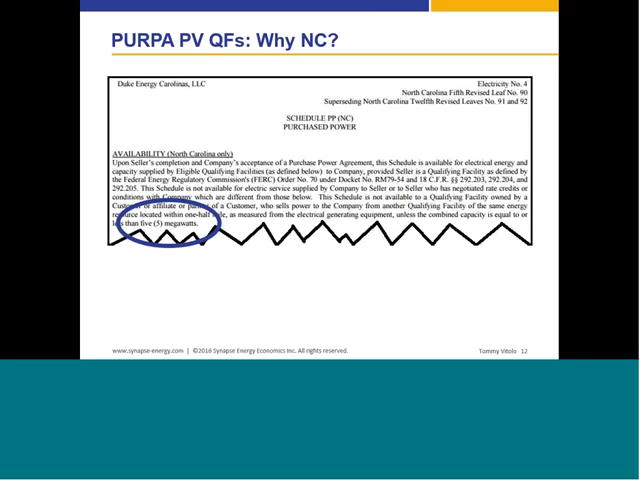 PURPA PV QFs: Why NC?
Duke Energy Carolinas, LLC
Electricity No. 4
North Carolina Fifth Revised Leaf No. 90
Superseding North Carolina Twelfth Revised Leaves No. 91 and 92
SCHEDULE PP (NC)
PURCHASED POWER
AVAILABILITY (North Carolina only)
Upon Seller's completion and Company's acceptance of a Purchase Power Agreement, this Schedule is available for electrical energy and
capacity supplied by Eligible Qualifying Facilities (as defined below) to Company, provided Seller is a Qualifying Facility as defined by
the Federal Energy Regulatory Commission's (FERC) Order No. 70 under Docket No. RM79-54 and 18 C.F.R. §§ 292.203, 292.204, and
292.205. This Schedule is not available for electric service supplied by Company to Seller or to Seller who has negotiated rate credits or
conditions with Company which are different from those below. This Schedule is not available to a Qualifying Facility owned by a
Customer or affiliate or partner of a Customer, who sells power to the Company from another Qualifying Facility of the same energy
resource located within one-half mile, as measured from the electrical generating equipment, unless the combined capacity is equal to or
less than five (5) megawatts.
www.synapse-energy.com | ©2016 Synapse Energy Economics Inc. All rights reserved.
Tommy Vitolo 12